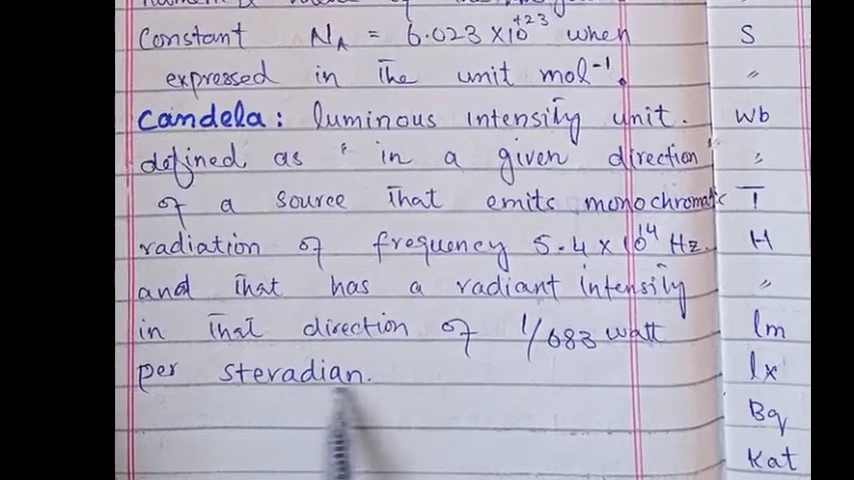 Constant N_A = 6.023 × 10^+23 when
expressed in the unit mol^-1.
Candela: luminous intensity unit.
defined as " in a given direction"
of a source that emits monochromatic
radiation of frequency 5.4 × 10^14 Hz.
and that has a radiant intensity
in that direction of 1/683 watt
per steradian.
S
"
Wb
"
T
H
"
lm
lx
Bq
Kat